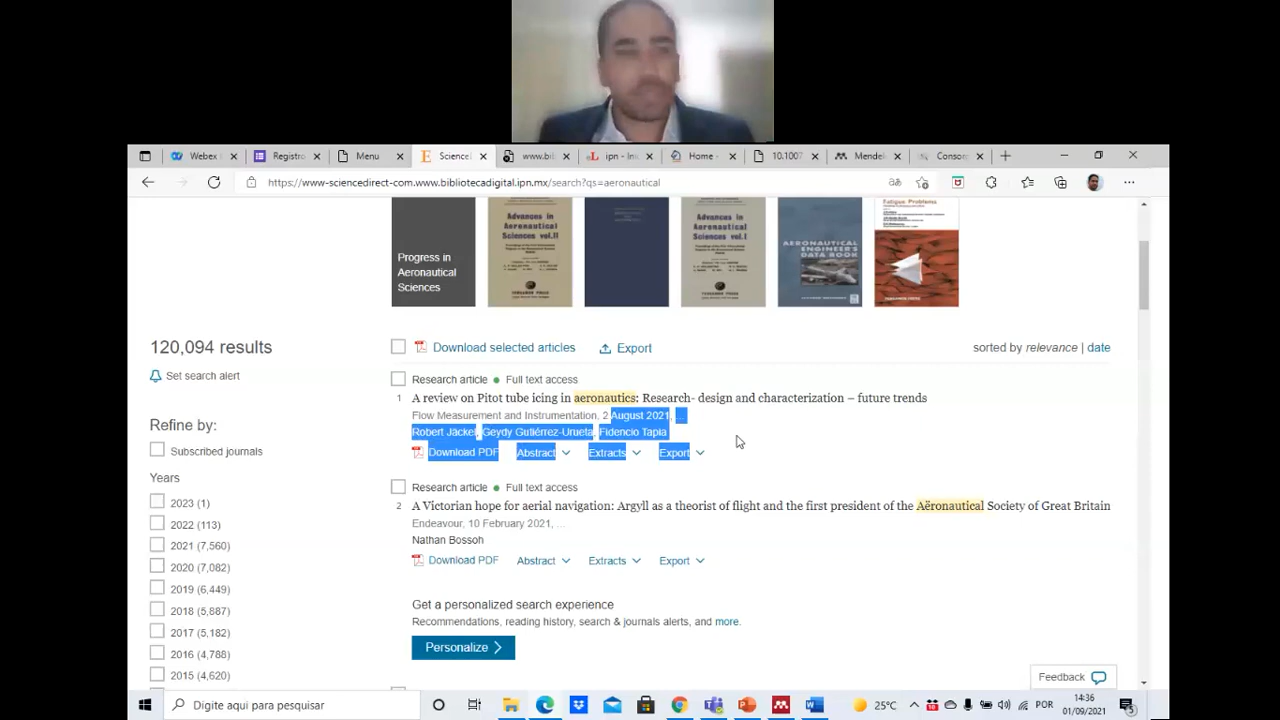 Webex
Registro
Menu
Science
www.bib
ipn - Ini
Home -
10.1007
Mendel
Consor
https://www-sciencedirect-com.www.bibliotecadigital.ipn.mx/search?qs=aeronautical
Progress in
Aeronautical
Sciences
Advances in
Aeronautical
Sciences vol.II
Advances in
Aeronautical
Sciences vol.I
AERONAUTICAL
ENGINEER'S
DATA BOOK
Fatigue Problems
PERGAMON PRESS
120,094 results
Set search alert
Download selected articles
Export
sorted by relevance | date
Refine by:
Subscribed journals
Years
2023 (1)
2022 (113)
2021 (7,560)
2020 (7,082)
2019 (6,449)
2018 (5,887)
2017 (5,182)
2016 (4,788)
2015 (4,620)
Research article ● Full text access
1 A review on Pitot tube icing in aeronautics: Research- design and characterization – future trends
Flow Measurement and Instrumentation, 2 August 2021, ...
Robert Jäckel, Geydy Gutiérrez-Urueta, Fidencio Tapia
Download PDF Abstract Extracts Export
Research article ● Full text access
2 A Victorian hope for aerial navigation: Argyll as a theorist of flight and the first president of the Aëronautical Society of Great Britain
Endeavour, 10 February 2021, ...
Nathan Bossoh
Download PDF Abstract Extracts Export
Get a personalized search experience
Recommendations, reading history, search & journals alerts, and more.
Personalize
Feedback
Digite aqui para pesquisar
25°C
POR
14:36
01/09/2021